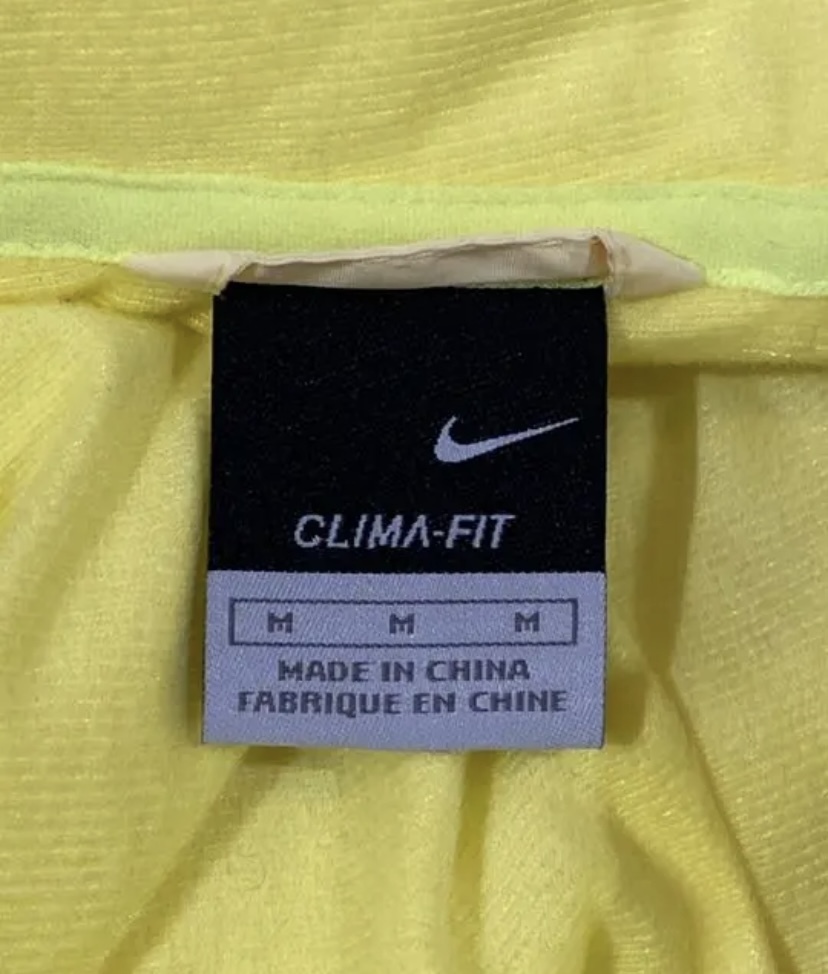 CLIMA-FIT
M M M
MADE IN CHINA
FABRIQUE EN CHINE